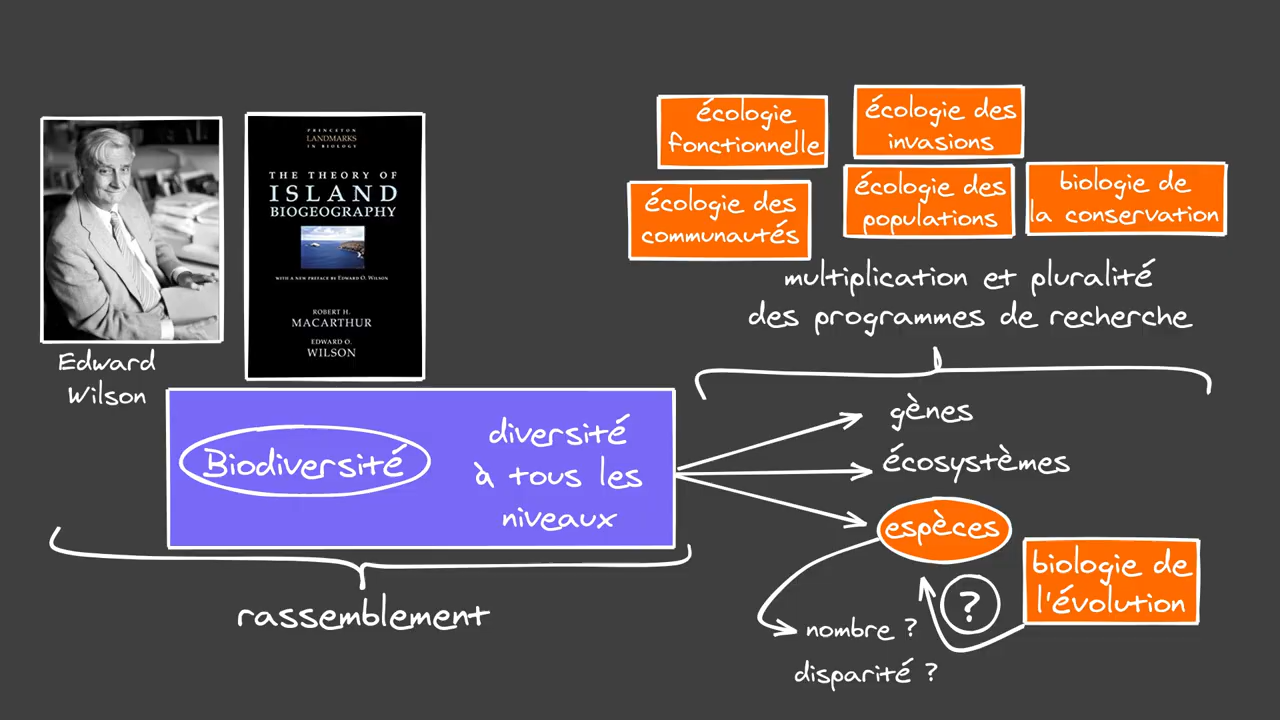 PRINCETON
LANDMARKS
IN BIOLOGY
THE THEORY OF
ISLAND
BIOGEOGRAPHY
WITH A NEW PREFACE BY EDWARD O. WILSON
ROBERT H.
MACARTHUR
EDWARD O.
WILSON
Edward
Wilson
Biodiversité
diversité
à tous les
niveaux
rassemblement
écologie
fonctionnelle
écologie des
invasions
écologie des
communautés
écologie des
populations
biologie de
la conservation
multiplication et pluralité
des programmes de recherche
gènes
écosystèmes
espèces
biologie de
l'évolution
?
nombre ?
disparité ?